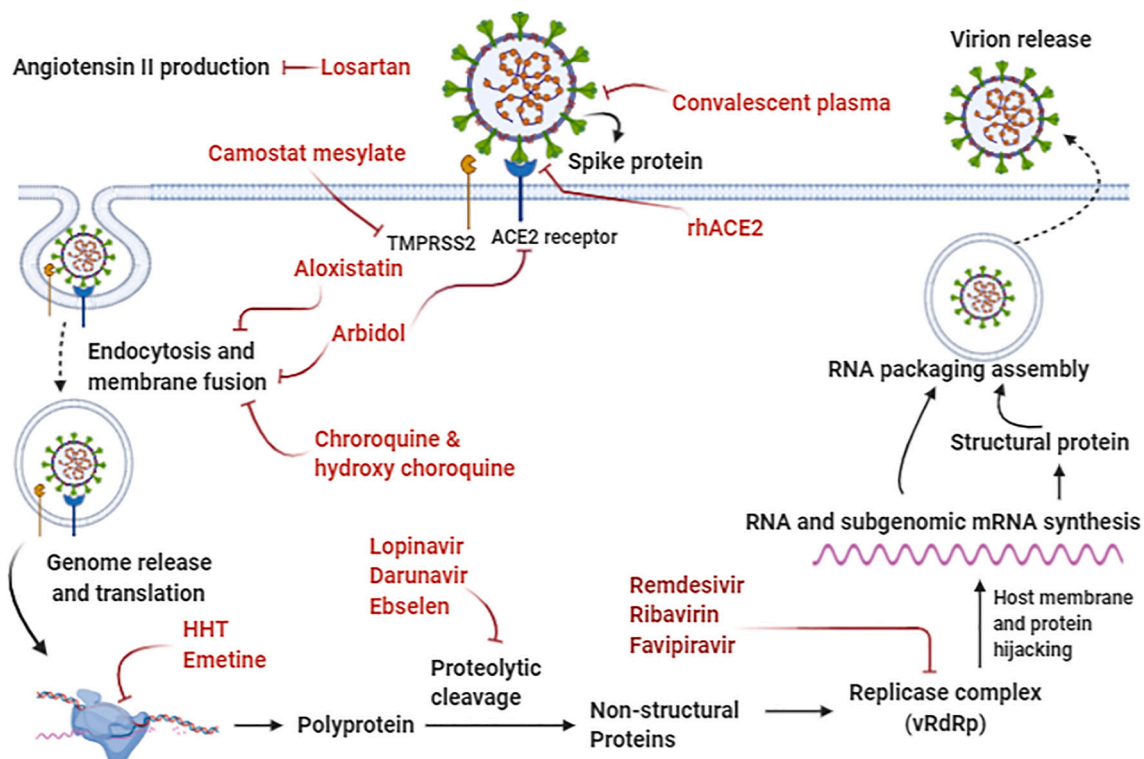 Virion release
Angiotensin II production
Losartan
Convalescent plasma
Camostat mesylate
Spike protein
TMPRSS2
ACE2 receptor
rhACE2
Aloxistatin
Arbidol
Endocytosis and
membrane fusion
RNA packaging assembly
Chroroquine &
hydroxy choroquine
Structural protein
RNA and subgenomic mRNA synthesis
Genome release
and translation
Lopinavir
Darunavir
Ebselen
Remdesivir
Ribavirin
Favipiravir
Host membrane
and protein
hijacking
HHT
Emetine
Proteolytic
cleavage
Polyprotein
Non-structural
Proteins
Replicase complex
(vRdRp)